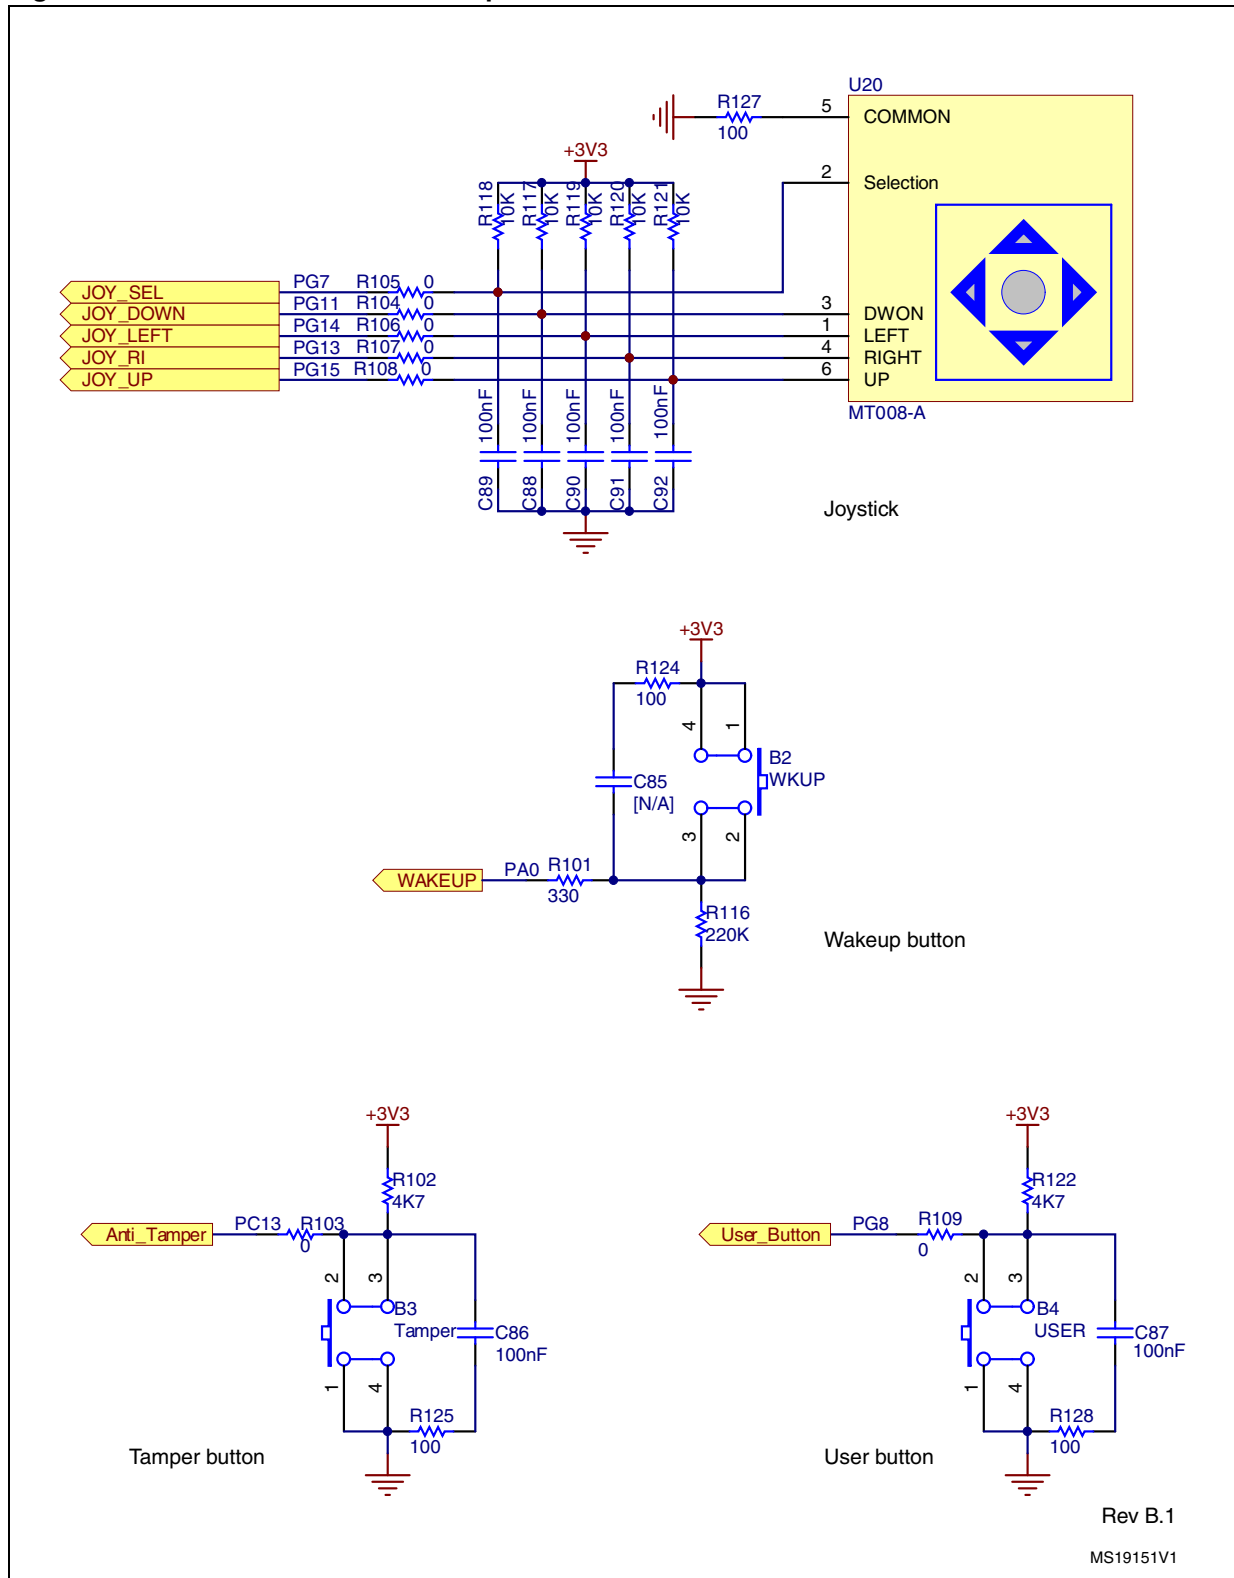 U20
R127
100
5
COMMON
+3V3
2
Selection
R118
10K
R117
10K
R119
10K
R120
10K
R121
10K
JOY_SEL
PG7
R105
0
JOY_DOWN
PG11
R104
0
3
DWON
JOY_LEFT
PG14
R106
0
1
LEFT
JOY_RI
PG13
R107
0
4
RIGHT
JOY_UP
PG15
R108
0
6
UP
MT008-A
100nF
100nF
100nF
100nF
100nF
C89
C88
C90
C91
C92
Joystick
+3V3
R124
100
4
1
B2
WKUP
C85
[N/A]
3
2
WAKEUP
PA0
R101
330
R116
220K
Wakeup button
+3V3
R102
4K7
Anti_Tamper
PC13
R103
0
2
3
B3
Tamper
C86
100nF
1
4
R125
100
Tamper button
+3V3
R122
4K7
User_Button
PG8
R109
0
2
3
B4
USER
C87
100nF
1
4
R128
100
User button
Rev B.1
MS19151V1